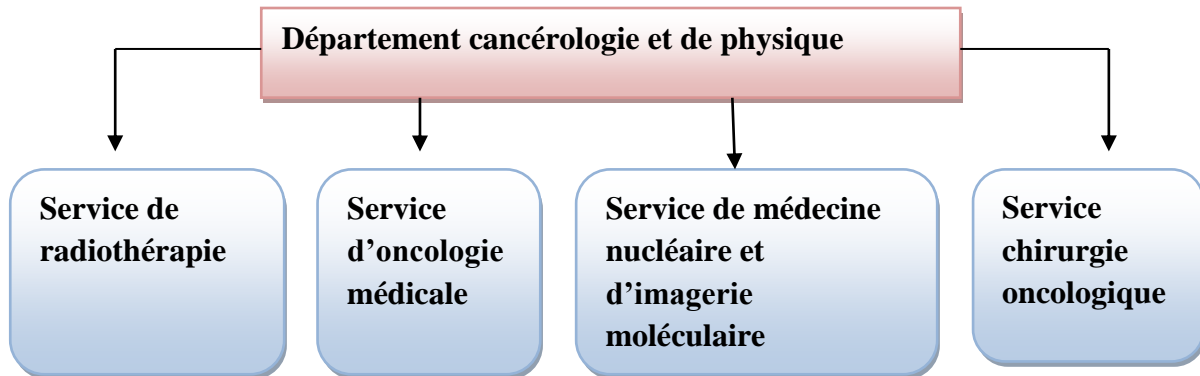 Département cancérologie et de physique
Service de
radiothérapie
Service
d’oncologie
médicale
Service de médecine
nucléaire et
d’imagerie
moléculaire
Service
chirurgie
oncologique